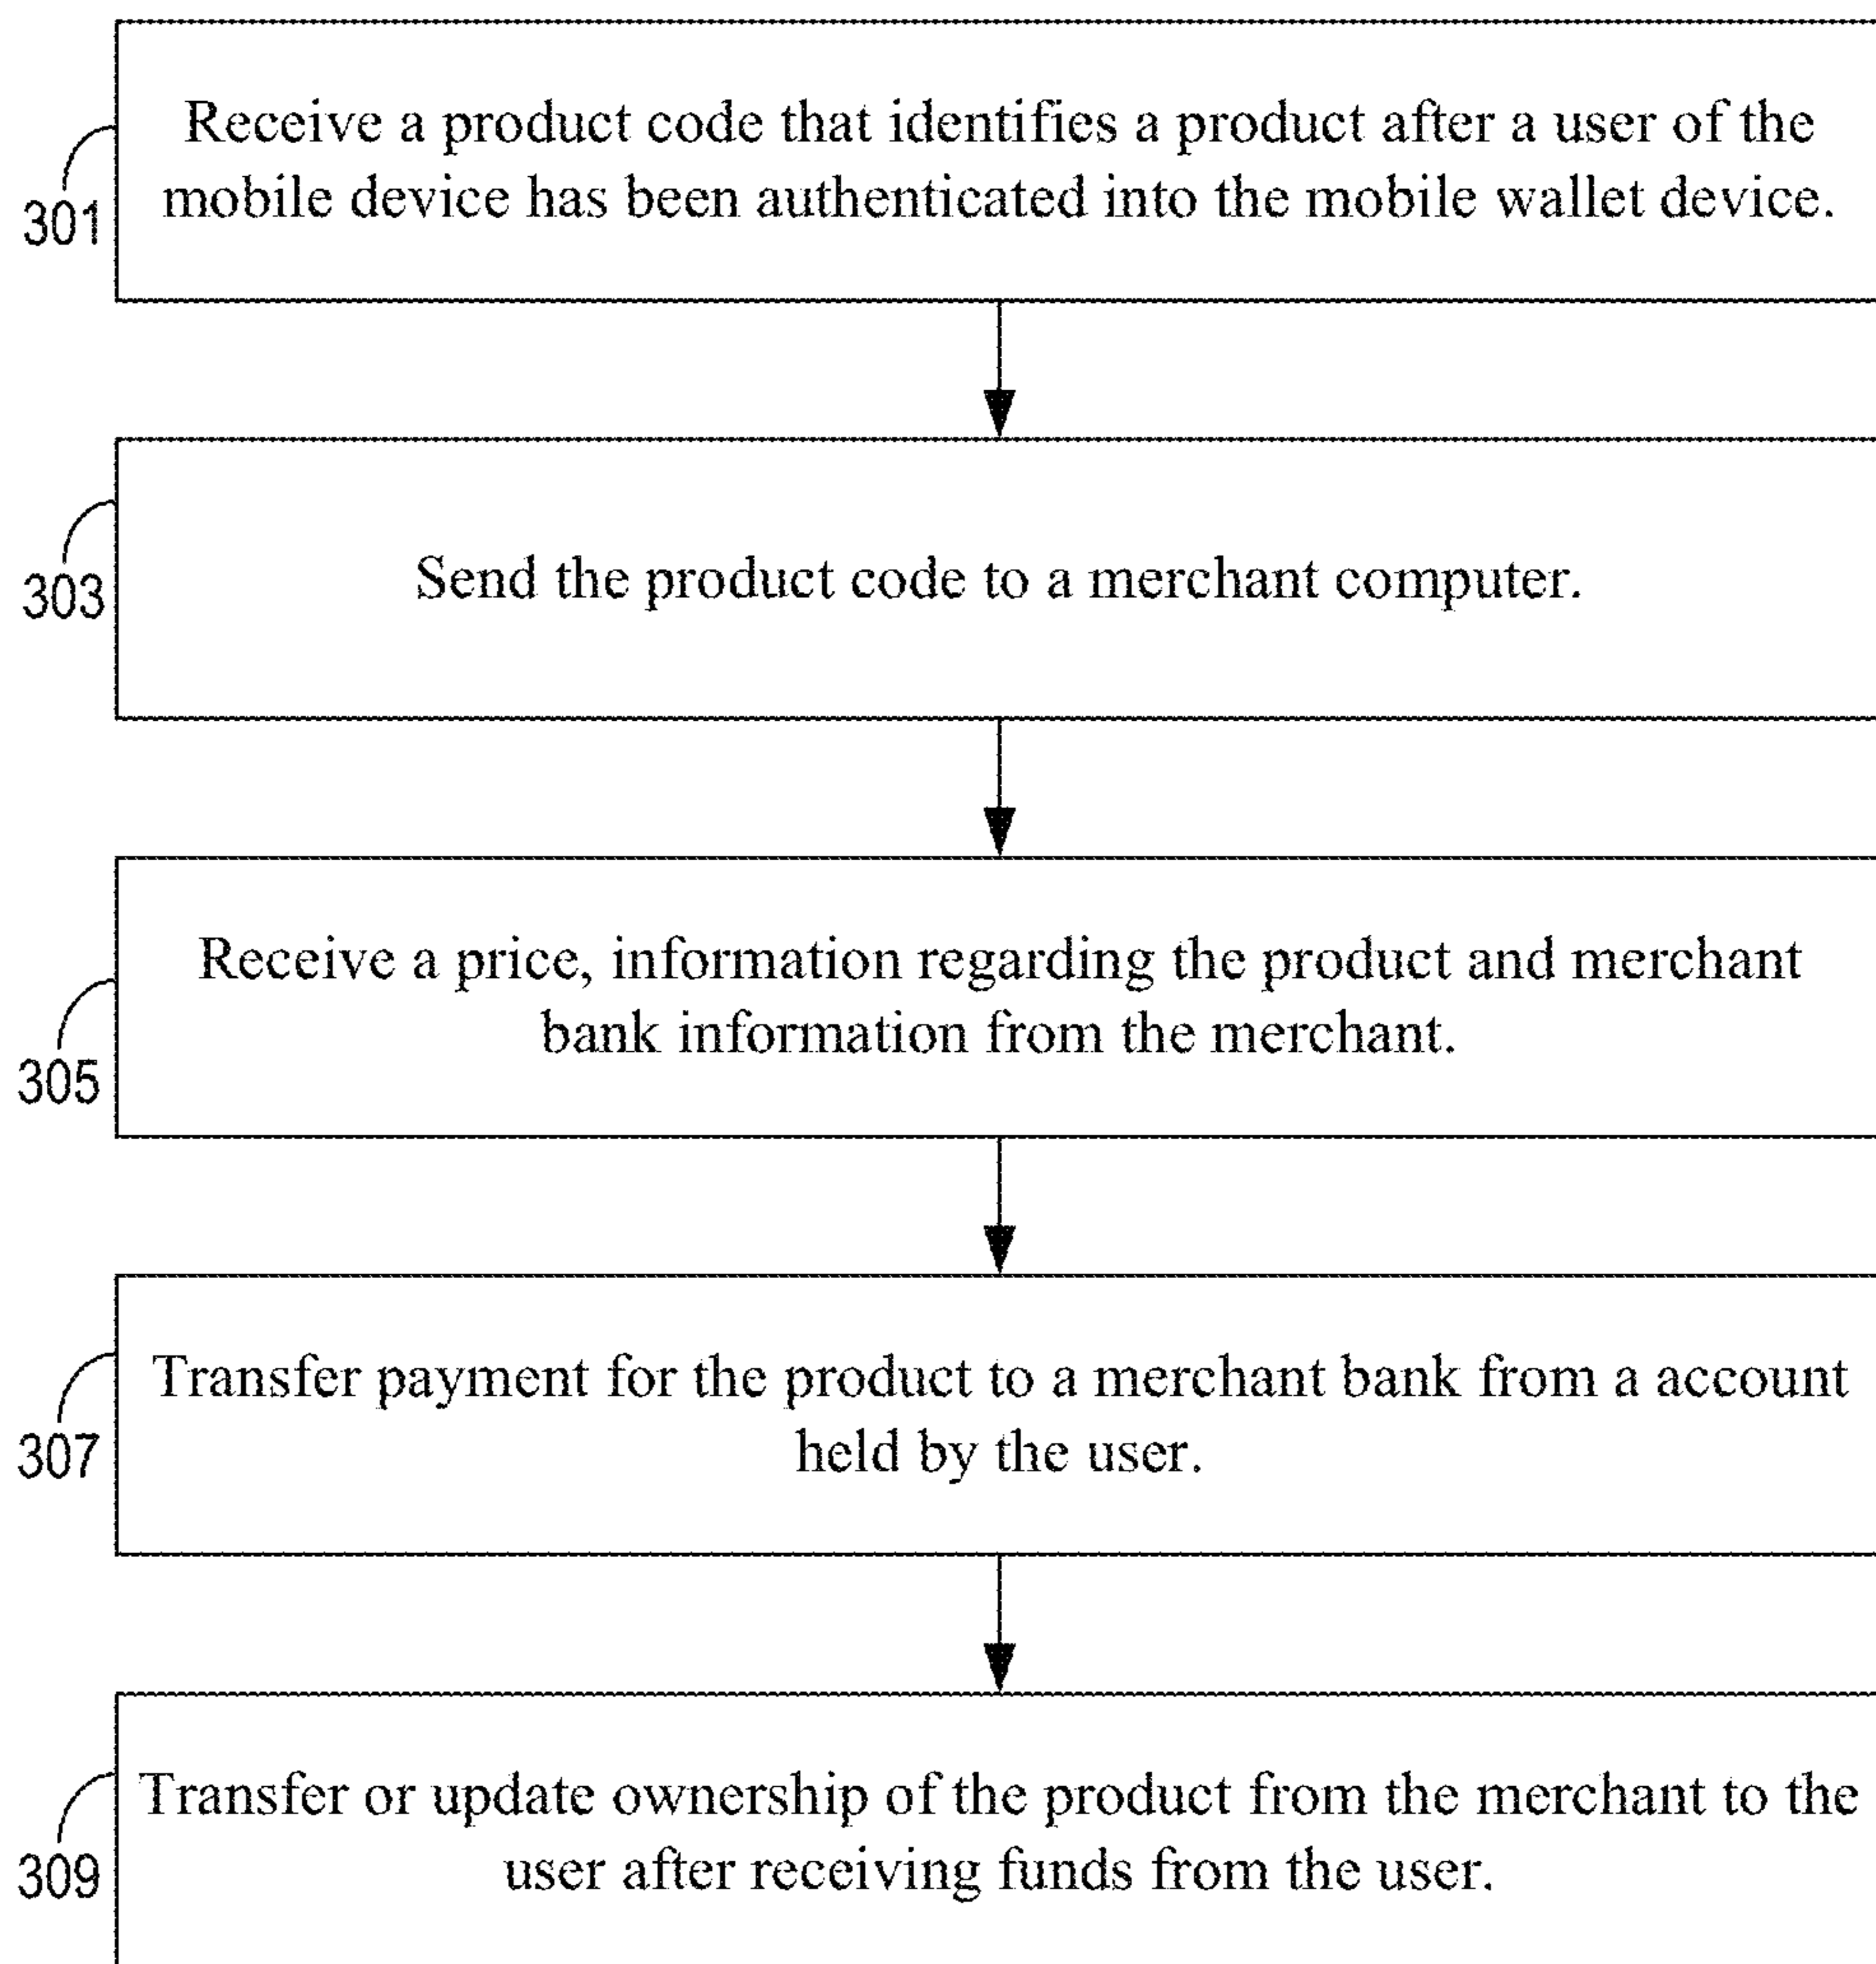 Receive a product code that identifies a product after a user of the
mobile device has been authenticated into the mobile wallet device.
301
Send the product code to a merchant computer.
303
Receive a price, information regarding the product and merchant
bank information from the merchant.
305
Transfer payment for the product to a merchant bank from a account
held by the user.
307
Transfer or update ownership of the product from the merchant to the
user after receiving funds from the user.
309